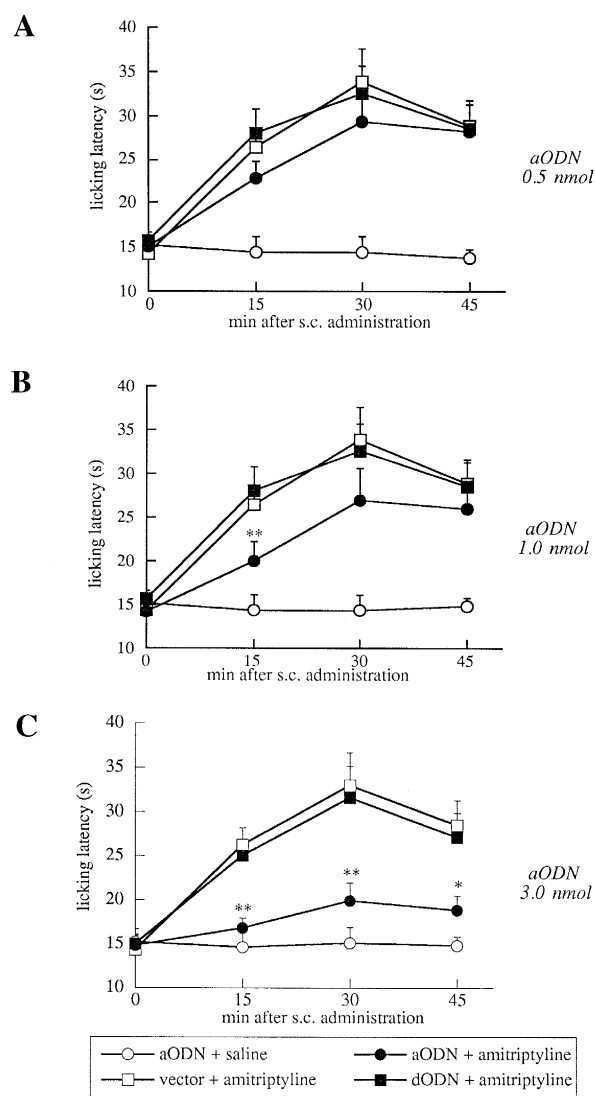 A
40
35
30
25
20
15
10
licking latency (s)
0 15 30 45
min after s.c. administration
aODN
0.5 nmol
B
40
35
30
25
20
15
10
licking latency (s)
**
0 15 30 45
min after s.c. administration
aODN
1.0 nmol
C
40
35
30
25
20
15
10
licking latency (s)
** ** *
0 15 30 45
min after s.c. administration
aODN
3.0 nmol
aODN + saline aODN + amitriptyline
vector + amitriptyline dODN + amitriptyline